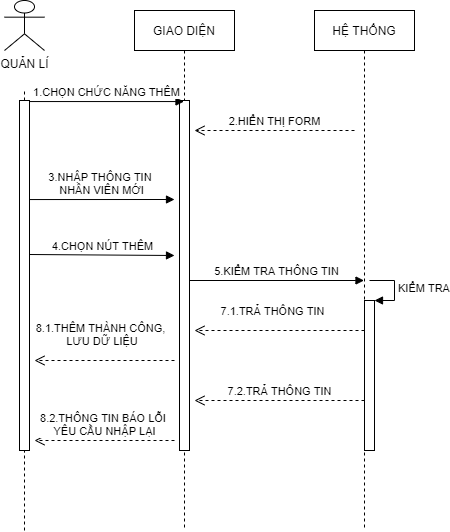 GIAO DIỆN
HỆ THỐNG
QUẢN LÍ
1.CHỌN CHỨC NĂNG THÊM
2.HIỂN THỊ FORM
3.NHẬP THÔNG TIN
NHÂN VIÊN MỚI
4.CHỌN NÚT THÊM
5.KIỂM TRA THÔNG TIN
KIỂM TRA
7.1.TRẢ THÔNG TIN
8.1.THÊM THÀNH CÔNG,
LƯU DỮ LIỆU
7.2.TRẢ THÔNG TIN
8.2.THÔNG TIN BÁO LỖI
YÊU CẦU NHẬP LẠI